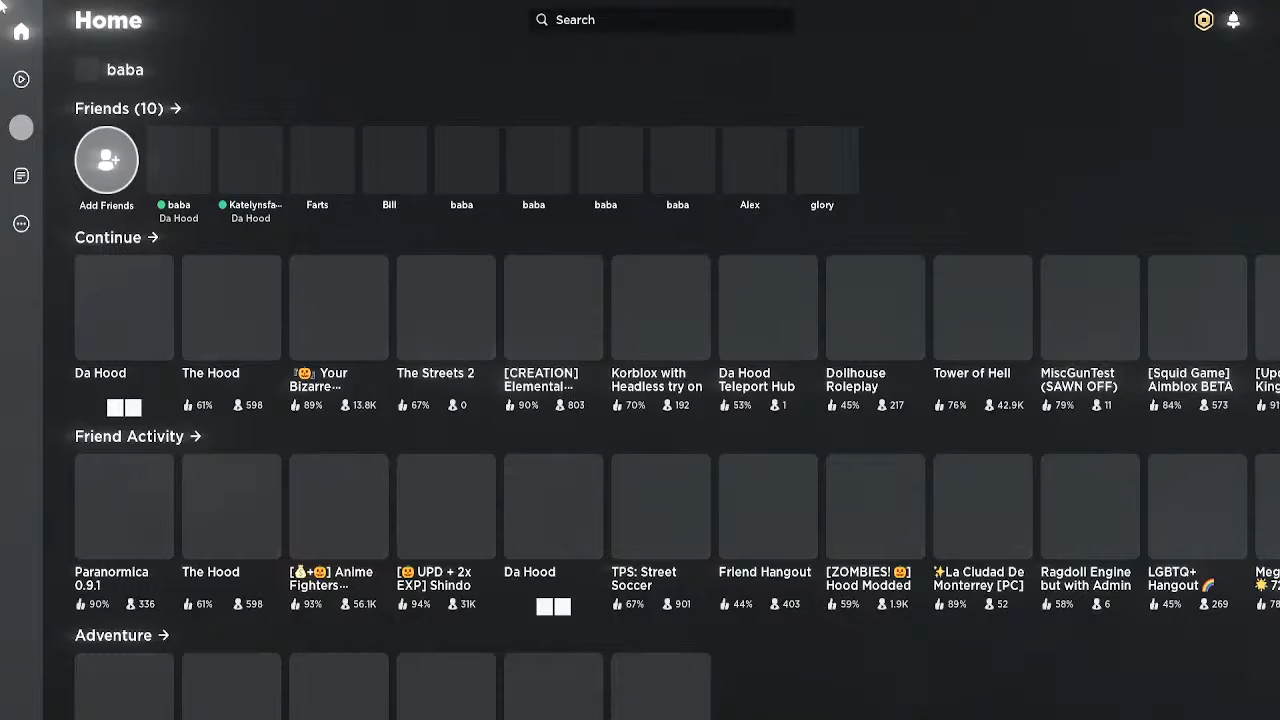 Home
Search
baba
Friends (10) →
Add Friends
baba
Da Hood
Katelynsfa...
Da Hood
Farts
Bill
baba
baba
baba
baba
Alex
glory
Continue →
Da Hood
The Hood
61% 598
『🎃』 Your
Bizarre...
89% 13.8K
The Streets 2
67% 0
[CREATION]
Elemental...
90% 803
Korblox with
Headless try on
70% 192
Da Hood
Teleport Hub
53% 1
Dollhouse
Roleplay
45% 217
Tower of Hell
76% 42.9K
MiscGunTest
(SAWN OFF)
79% 11
[Squid Game]
Aimblox BETA
84% 573
Friend Activity →
Paranormica
0.9.1
90% 336
The Hood
61% 598
[💰+🎃] Anime
Fighters...
93% 56.1K
[🎃 UPD + 2x
EXP] Shindo
94% 31K
Da Hood
TPS: Street
Soccer
67% 901
Friend Hangout
44% 403
[ZOMBIES! 🎃]
Hood Modded
59% 1.9K
✨La Ciudad De
Monterrey [PC]
89% 52
Ragdoll Engine
but with Admin
58% 6
LGBTQ+
Hangout 🌈
45% 269
Adventure →